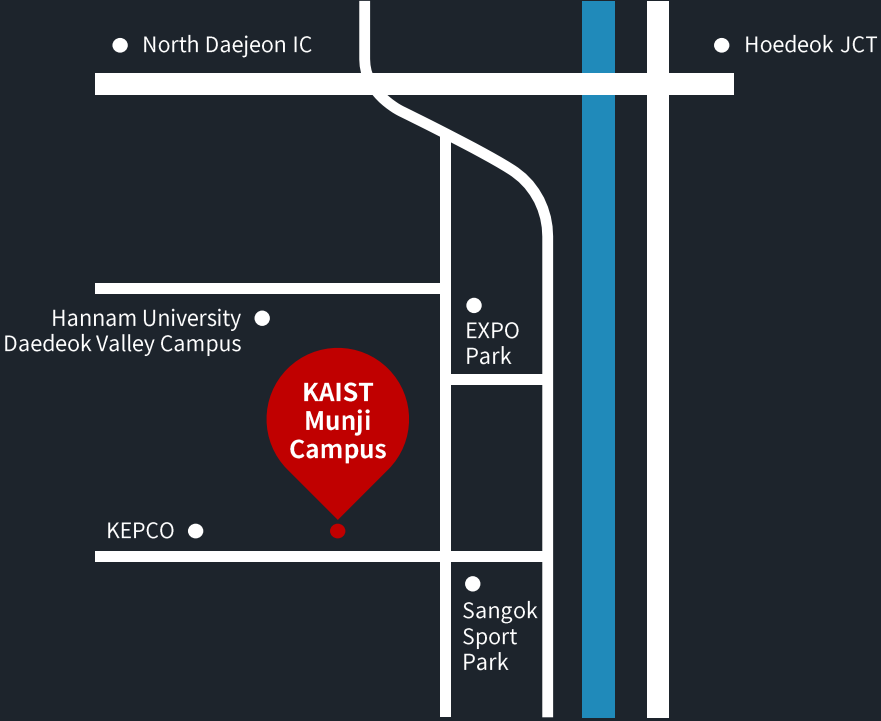 North Daejeon IC
Hoedeok JCT
Hannam University
Daedeok Valley Campus
EXPO
Park
KAIST
Munji
Campus
KEPCO
Sangok
Sport
Park